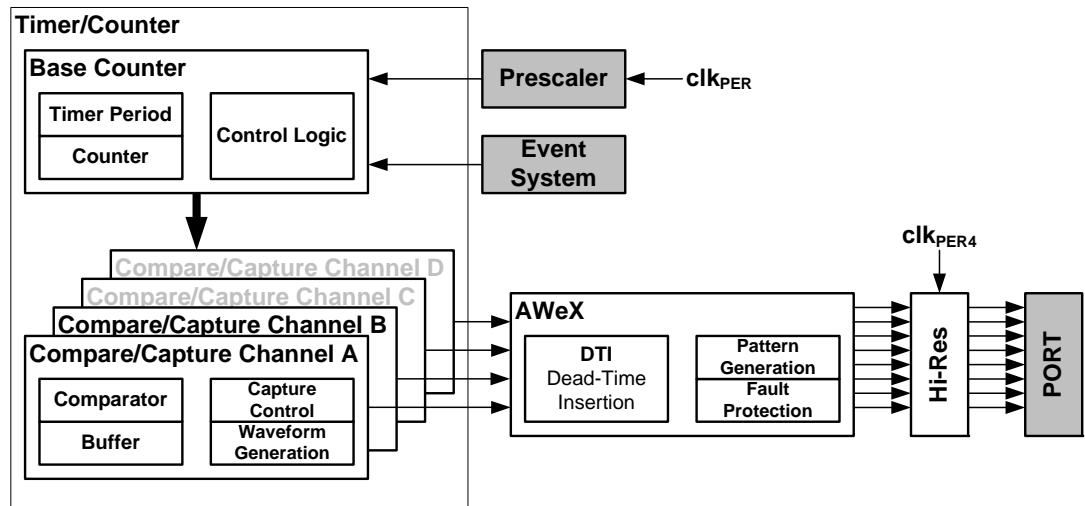 Timer/Counter
Base Counter
Timer Period
Counter
Control Logic
Prescaler
clkPER
Event
System
Compare/Capture Channel D
Compare/Capture Channel C
Compare/Capture Channel B
Compare/Capture Channel A
Comparator
Buffer
Capture
Control
Waveform
Generation
AWeX
DTI
Dead-Time
Insertion
Pattern
Generation
Fault
Protection
clkPER4
Hi-Res
PORT